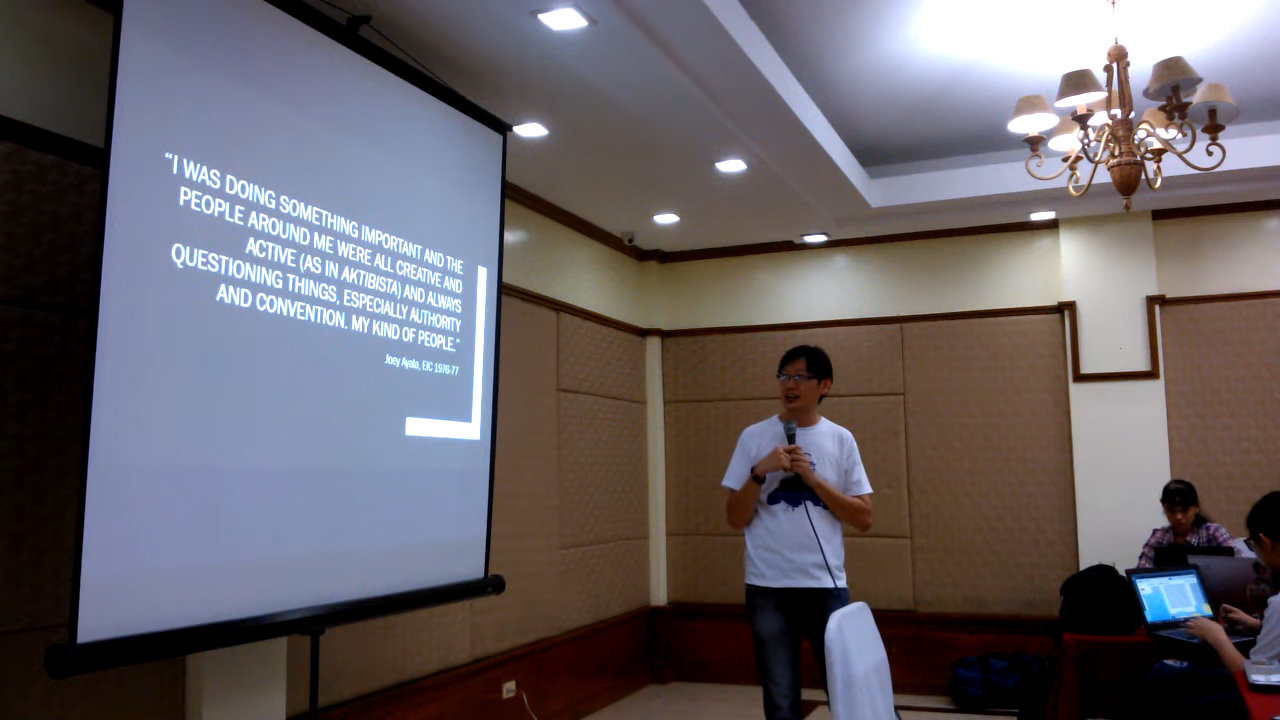 “I WAS DOING SOMETHING IMPORTANT AND THE
PEOPLE AROUND ME WERE ALL CREATIVE AND
ACTIVE (AS IN AKTIBISTA) AND ALWAYS
QUESTIONING THINGS, ESPECIALLY AUTHORITY
AND CONVENTION. MY KIND OF PEOPLE.”
Joey Ayala, EIC 1976-77